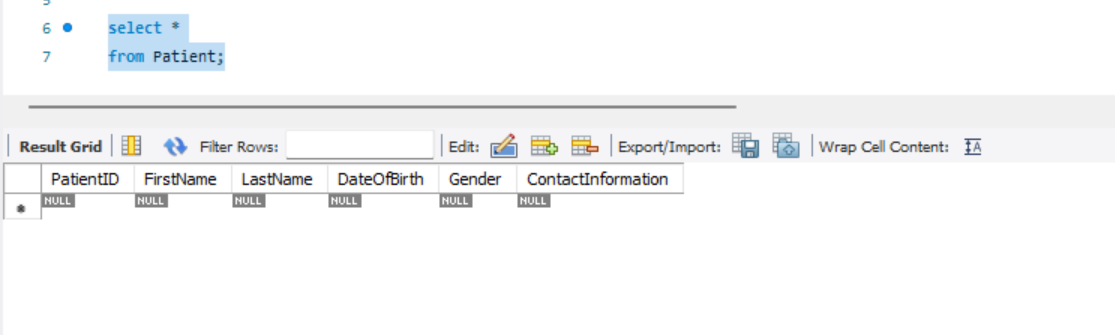 6 select *
7 from Patient;
Result Grid Filter Rows: Edit: Export/Import: Wrap Cell Content: IA
PatientID FirstName LastName DateOfBirth Gender ContactInformation
NULL NULL NULL NULL NULL NULL